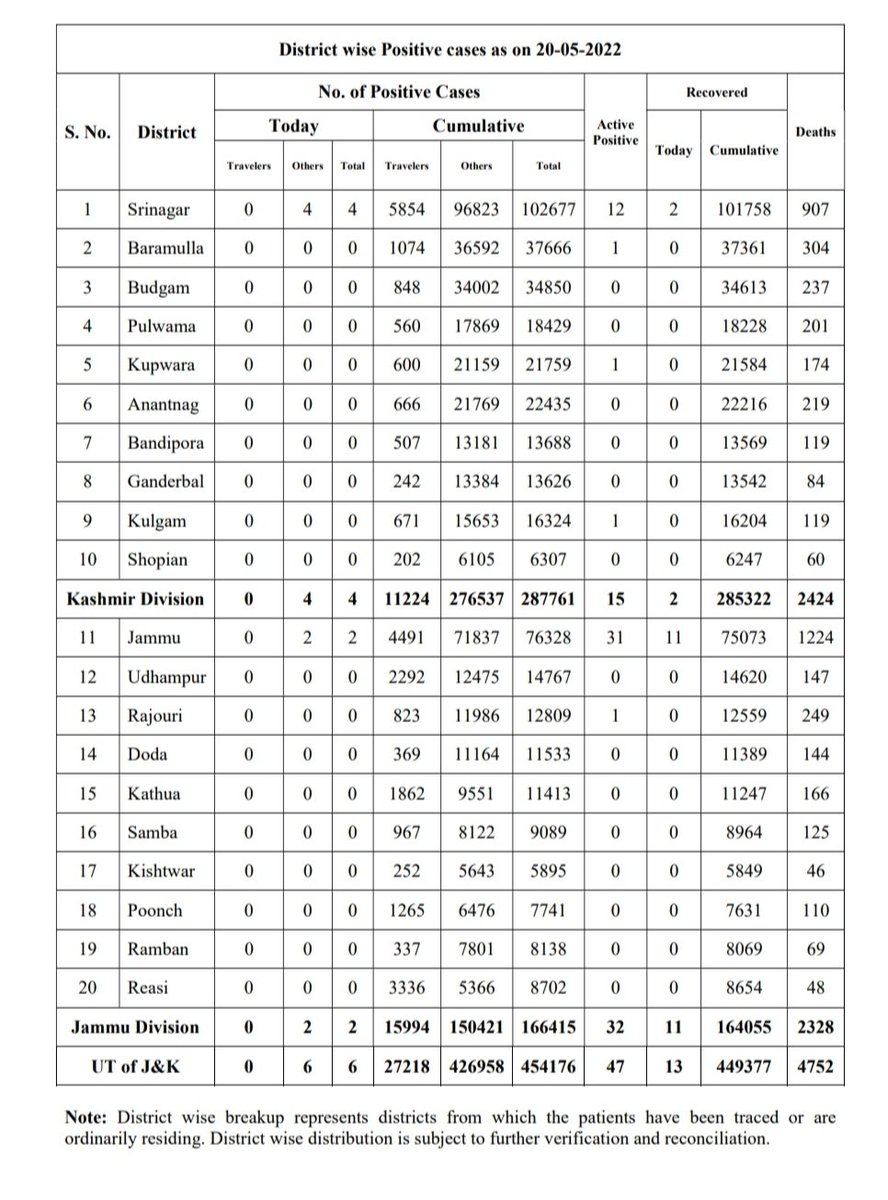 District wise Positive cases as on 20-05-2022
S. No. District No. of Positive Cases Active Positive Recovered Deaths
Today Cumulative Today Cumulative
Travelers Others Total Travelers Others Total
1 Srinagar 0 4 4 5854 96823 102677 12 2 101758 907
2 Baramulla 0 0 0 1074 36592 37666 1 0 37361 304
3 Budgam 0 0 0 848 34002 34850 0 0 34613 237
4 Pulwama 0 0 0 560 17869 18429 0 0 18228 201
5 Kupwara 0 0 0 600 21159 21759 1 0 21584 174
6 Anantnag 0 0 0 666 21769 22435 0 0 22216 219
7 Bandipora 0 0 0 507 13181 13688 0 0 13569 119
8 Ganderbal 0 0 0 242 13384 13626 0 0 13542 84
9 Kulgam 0 0 0 671 15653 16324 1 0 16204 119
10 Shopian 0 0 0 202 6105 6307 0 0 6247 60
Kashmir Division 0 4 4 11224 276537 287761 15 2 285322 2424
11 Jammu 0 2 2 4491 71837 76328 31 11 75073 1224
12 Udhampur 0 0 0 2292 12475 14767 0 0 14620 147
13 Rajouri 0 0 0 823 11986 12809 1 0 12559 249
14 Doda 0 0 0 369 11164 11533 0 0 11389 144
15 Kathua 0 0 0 1862 9551 11413 0 0 11247 166
16 Samba 0 0 0 967 8122 9089 0 0 8964 125
17 Kishtwar 0 0 0 252 5643 5895 0 0 5849 46
18 Poonch 0 0 0 1265 6476 7741 0 0 7631 110
19 Ramban 0 0 0 337 7801 8138 0 0 8069 69
20 Reasi 0 0 0 3336 5366 8702 0 0 8654 48
Jammu Division 0 2 2 15994 150421 166415 32 11 164055 2328
UT of J&K 0 6 6 27218 426958 454176 47 13 449377 4752
Note: District wise breakup represents districts from which the patients have been traced or are
ordinarily residing. District wise distribution is subject to further verification and reconciliation.